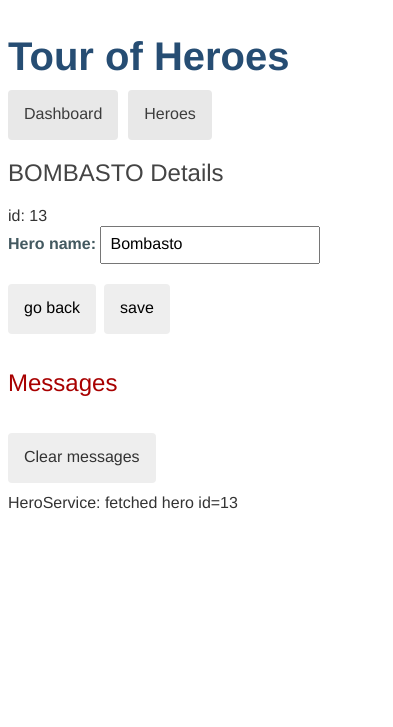 Tour of Heroes
Dashboard Heroes
BOMBASTO Details
id: 13
Hero name: Bombasto
go back save
Messages
Clear messages
HeroService: fetched hero id=13